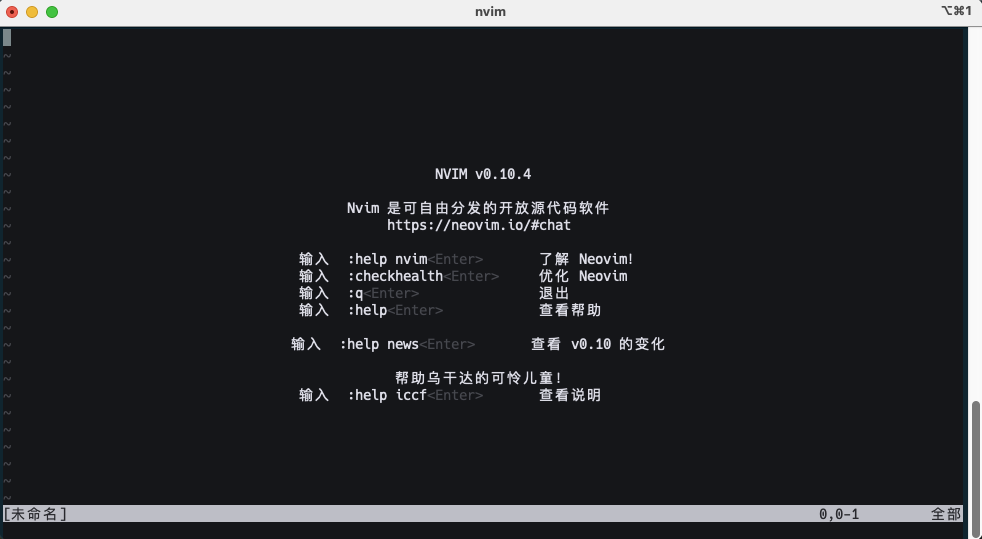 nvim ⌥⌘1
~
~
~
~
~
~
~
NVIM v0.10.4
~
Nvim 是可自由分发的开放源代码软件
~ https://neovim.io/#chat
~
~ 输入 :help nvim<Enter> 了解 Neovim!
~ 输入 :checkhealth<Enter> 优化 Neovim
~ 输入 :q<Enter> 退出
~ 输入 :help<Enter> 查看帮助
~
~ 输入 :help news<Enter> 查看 v0.10 的变化
~
~ 帮助乌干达的可怜儿童!
~ 输入 :help iccf<Enter> 查看说明
~
~
~
~
~
~
[未命名] 0,0-1 全部